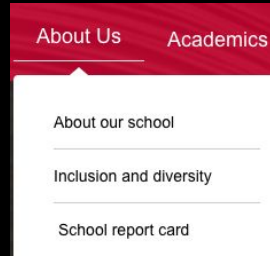 About Us
Academics
About our school
Inclusion and diversity
School report card